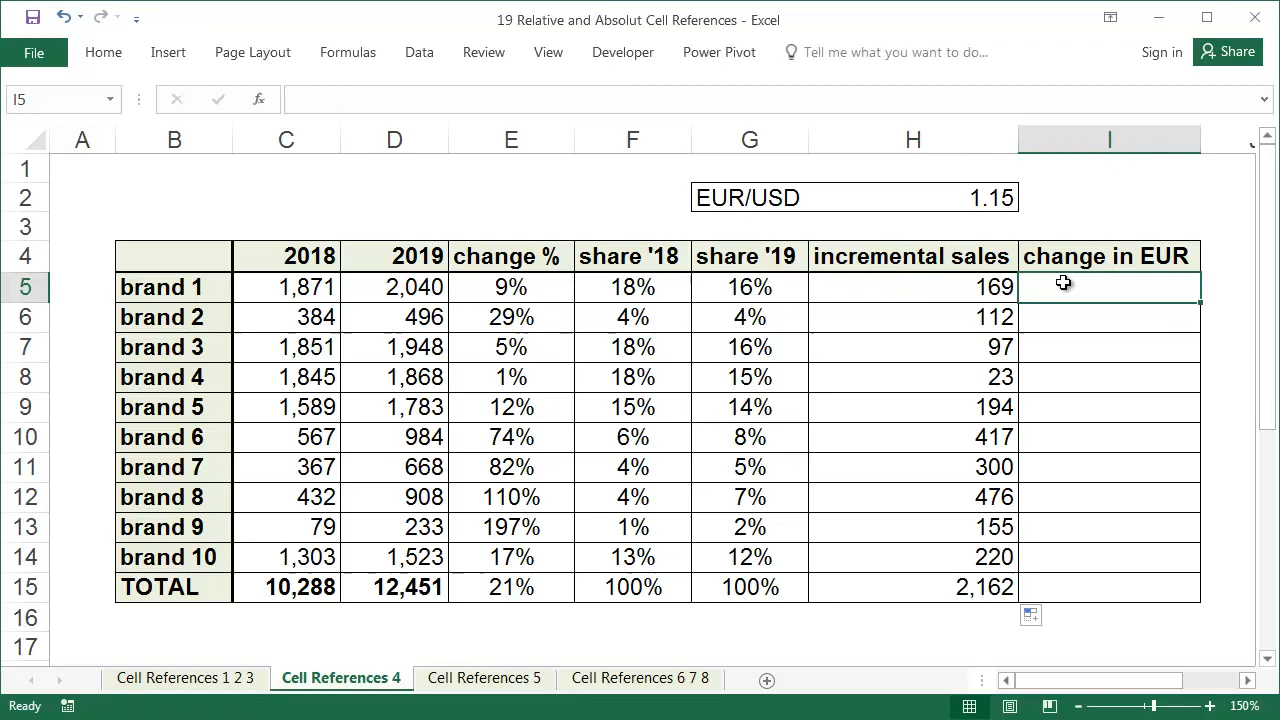 19 Relative and Absolut Cell References - Excel
File Home Insert Page Layout Formulas Data Review View Developer Power Pivot Tell me what you want to do... Sign in Share
I5 fx
A B C D E F G H I
1
2 EUR/USD 1.15
3
4 2018 2019 change % share '18 share '19 incremental sales change in EUR
5 brand 1 1,871 2,040 9% 18% 16% 169
6 brand 2 384 496 29% 4% 4% 112
7 brand 3 1,851 1,948 5% 18% 16% 97
8 brand 4 1,845 1,868 1% 18% 15% 23
9 brand 5 1,589 1,783 12% 15% 14% 194
10 brand 6 567 984 74% 6% 8% 417
11 brand 7 367 668 82% 4% 5% 300
12 brand 8 432 908 110% 4% 7% 476
13 brand 9 79 233 197% 1% 2% 155
14 brand 10 1,303 1,523 17% 13% 12% 220
15 TOTAL 10,288 12,451 21% 100% 100% 2,162
16
17
Cell References 1 2 3 Cell References 4 Cell References 5 Cell References 6 7 8
Ready 150%